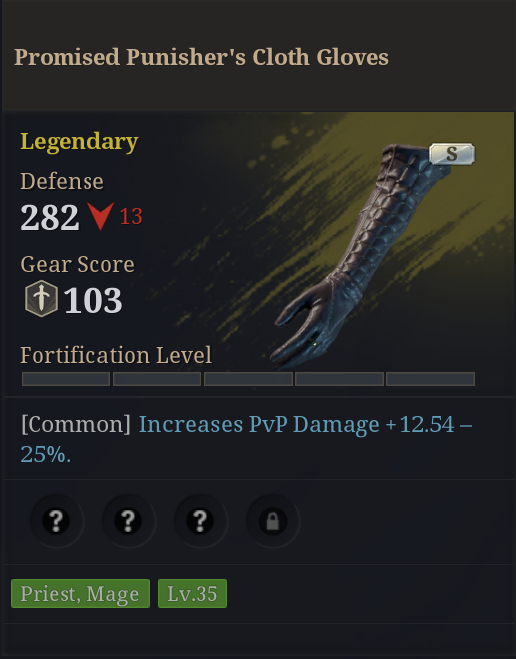 Promised Punisher's Cloth Gloves
Legendary
S
Defense
282 13
Gear Score
103
Fortification Level
[Common] Increases PvP Damage +12.54 –
25%.
? ? ?
Priest, Mage Lv.35